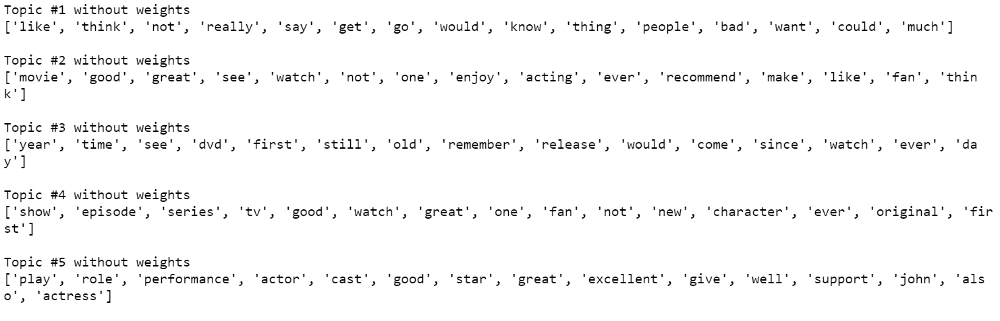 Topic #1 without weights
['like', 'think', 'not', 'really', 'say', 'get', 'go', 'would', 'know', 'thing', 'people', 'bad', 'want', 'could', 'much']
Topic #2 without weights
['movie', 'good', 'great', 'see', 'watch', 'not', 'one', 'enjoy', 'acting', 'ever', 'recommend', 'make', 'like', 'fan', 'thin
k']
Topic #3 without weights
['year', 'time', 'see', 'dvd', 'first', 'still', 'old', 'remember', 'release', 'would', 'come', 'since', 'watch', 'ever', 'da
y']
Topic #4 without weights
['show', 'episode', 'series', 'tv', 'good', 'watch', 'great', 'one', 'fan', 'not', 'new', 'character', 'ever', 'original', 'fir
st']
Topic #5 without weights
['play', 'role', 'performance', 'actor', 'cast', 'good', 'star', 'great', 'excellent', 'give', 'well', 'support', 'john', 'als
o', 'actress']